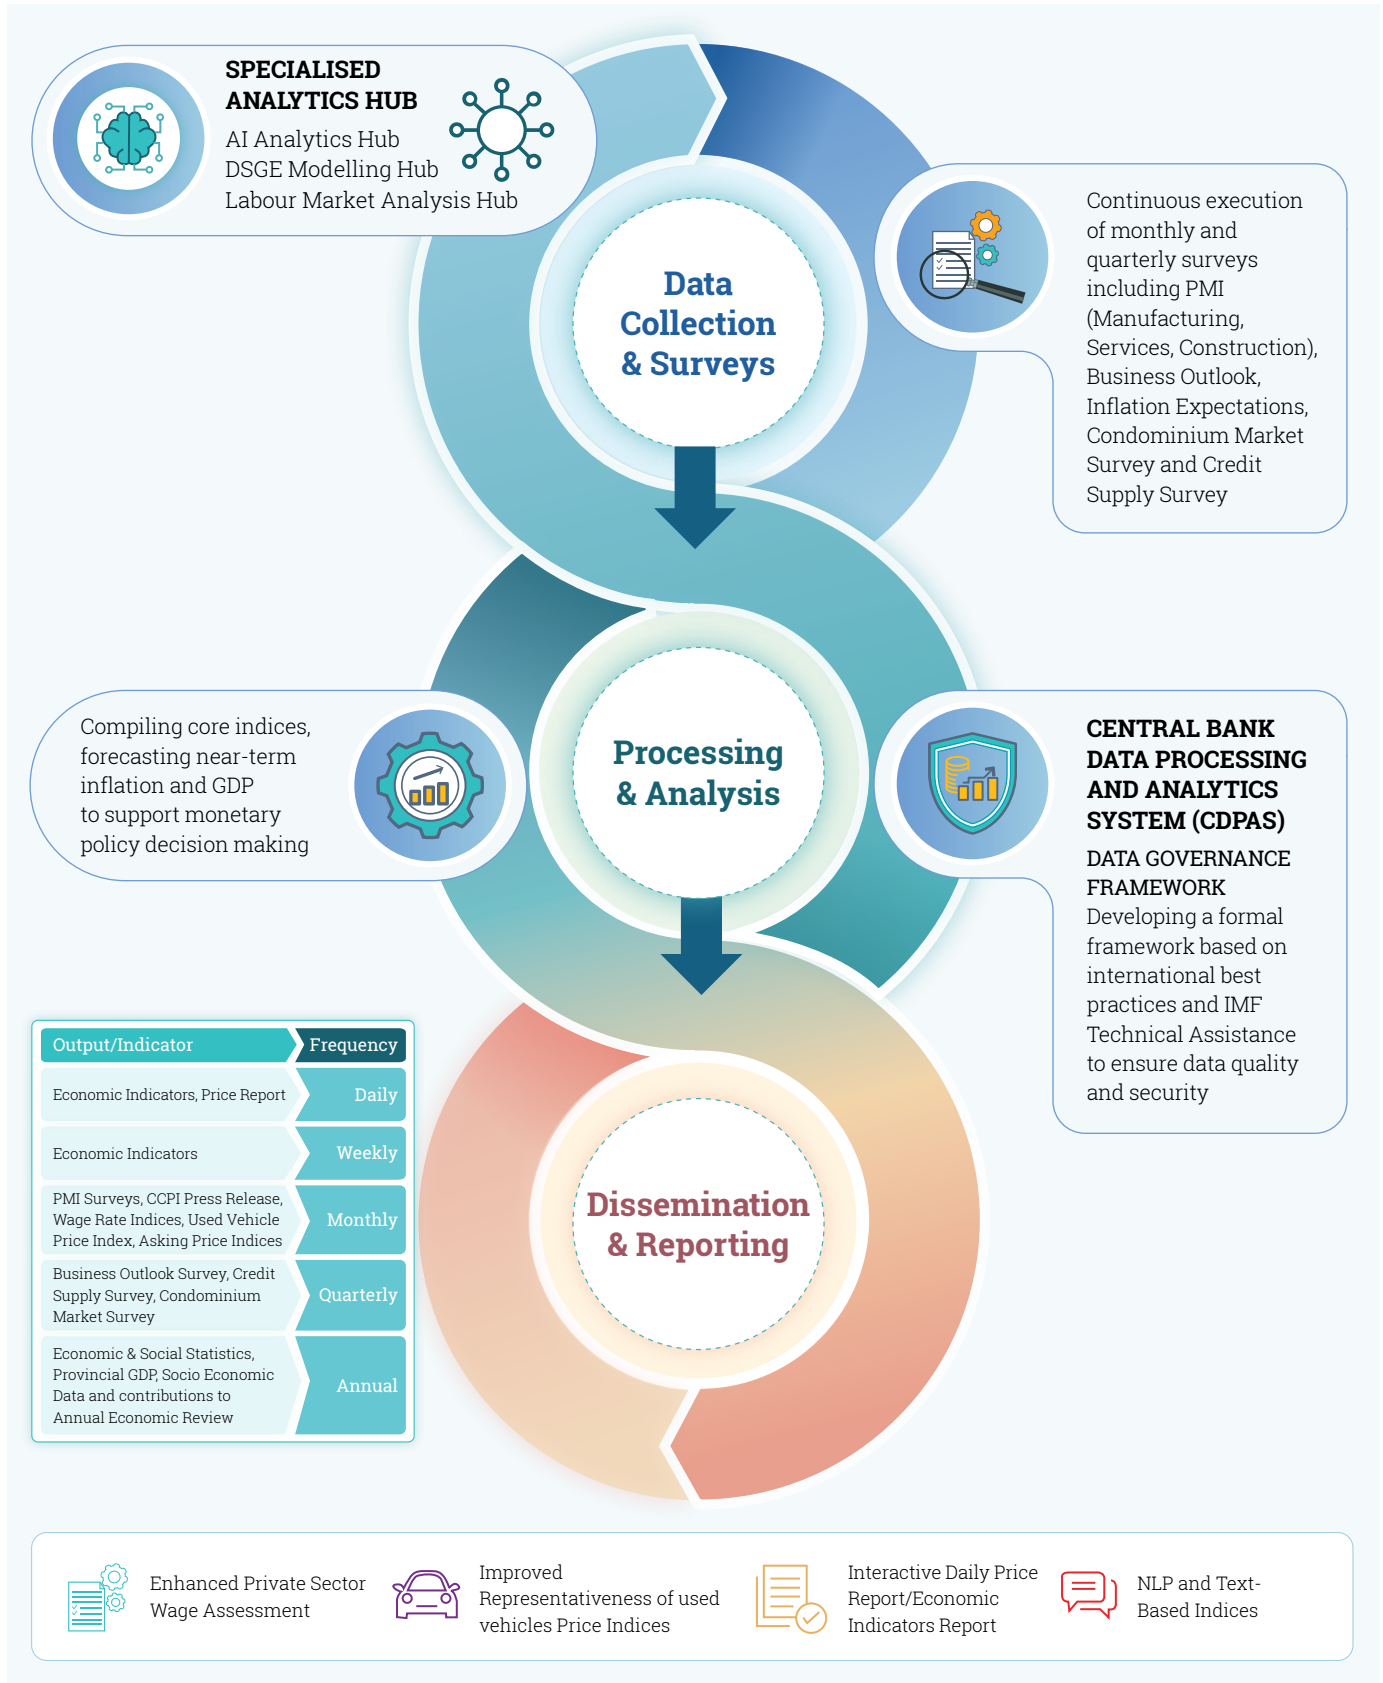 SPECIALISED
ANALYTICS HUB
AI Analytics Hub
DSGE Modelling Hub
Labour Market Analysis Hub
Data
Collection
& Surveys
Continuous execution
of monthly and
quarterly surveys
including PMI
(Manufacturing,
Services, Construction),
Business Outlook,
Inflation Expectations,
Condominium Market
Survey and Credit
Supply Survey
Compiling core indices,
forecasting near-term
inflation and GDP
to support monetary
policy decision making
Processing
& Analysis
CENTRAL BANK
DATA PROCESSING
AND ANALYTICS
SYSTEM (CDPAS)
DATA GOVERNANCE
FRAMEWORK
Developing a formal
framework based on
international best
practices and IMF
Technical Assistance
to ensure data quality
and security
Output/Indicator Frequency
Economic Indicators, Price Report Daily
Economic Indicators Weekly
PMI Surveys, CCPI Press Release,
Wage Rate Indices, Used Vehicle
Price Index, Asking Price Indices
Monthly
Business Outlook Survey, Credit
Supply Survey, Condominium
Market Survey
Quarterly
Economic & Social Statistics,
Provincial GDP, Socio Economic
Data and contributions to
Annual Economic Review
Annual
Dissemination
& Reporting
Enhanced Private Sector
Wage Assessment
Improved
Representativeness of used
vehicles Price Indices
Interactive Daily Price
Report/Economic
Indicators Report
NLP and Text-
Based Indices